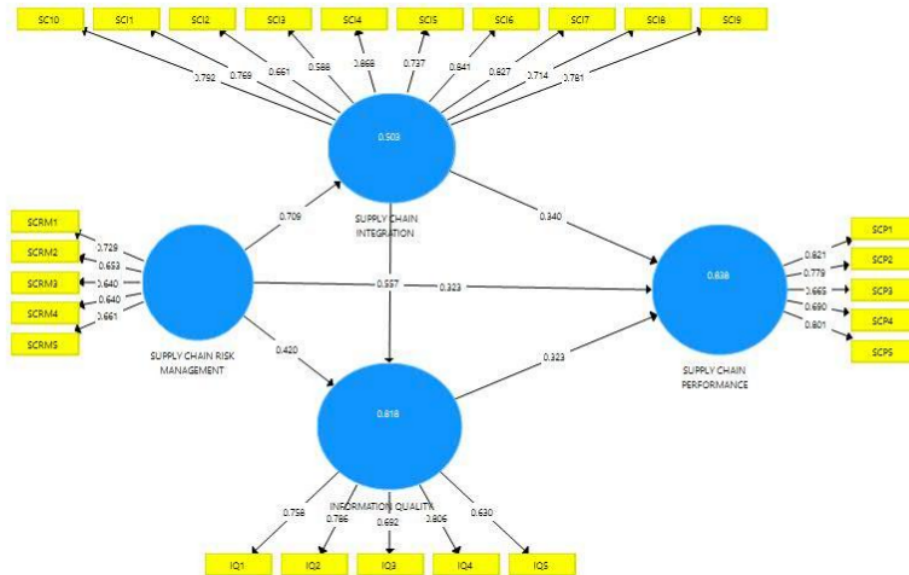 SC10 SCI1 SCI2 SCI3 SCI4 SCI5 SCI6 SCI7 SCI8 SCI9
0.792 0.769 0.661 0.588 0.868 0.737 0.841 0.827 0.714 0.781
0.503
SUPPLY CHAIN
INTEGRATION
0.709
0.340
SCRM1
SCRM2
SCRM3
SCRM4
SCRM5
0.729
0.653
0.640
0.640
0.661
SUPPLY CHAIN RISK
MANAGEMENT
0.557
0.323
0.420
0.323
0.838
SUPPLY CHAIN
PERFORMANCE
0.821
0.779
0.665
0.690
0.801
SCP1
SCP2
SCP3
SCP4
SCP5
0.818
INFORMATION QUALITY
0.758 0.786 0.692 0.806 0.630
IQ1 IQ2 IQ3 IQ4 IQ5